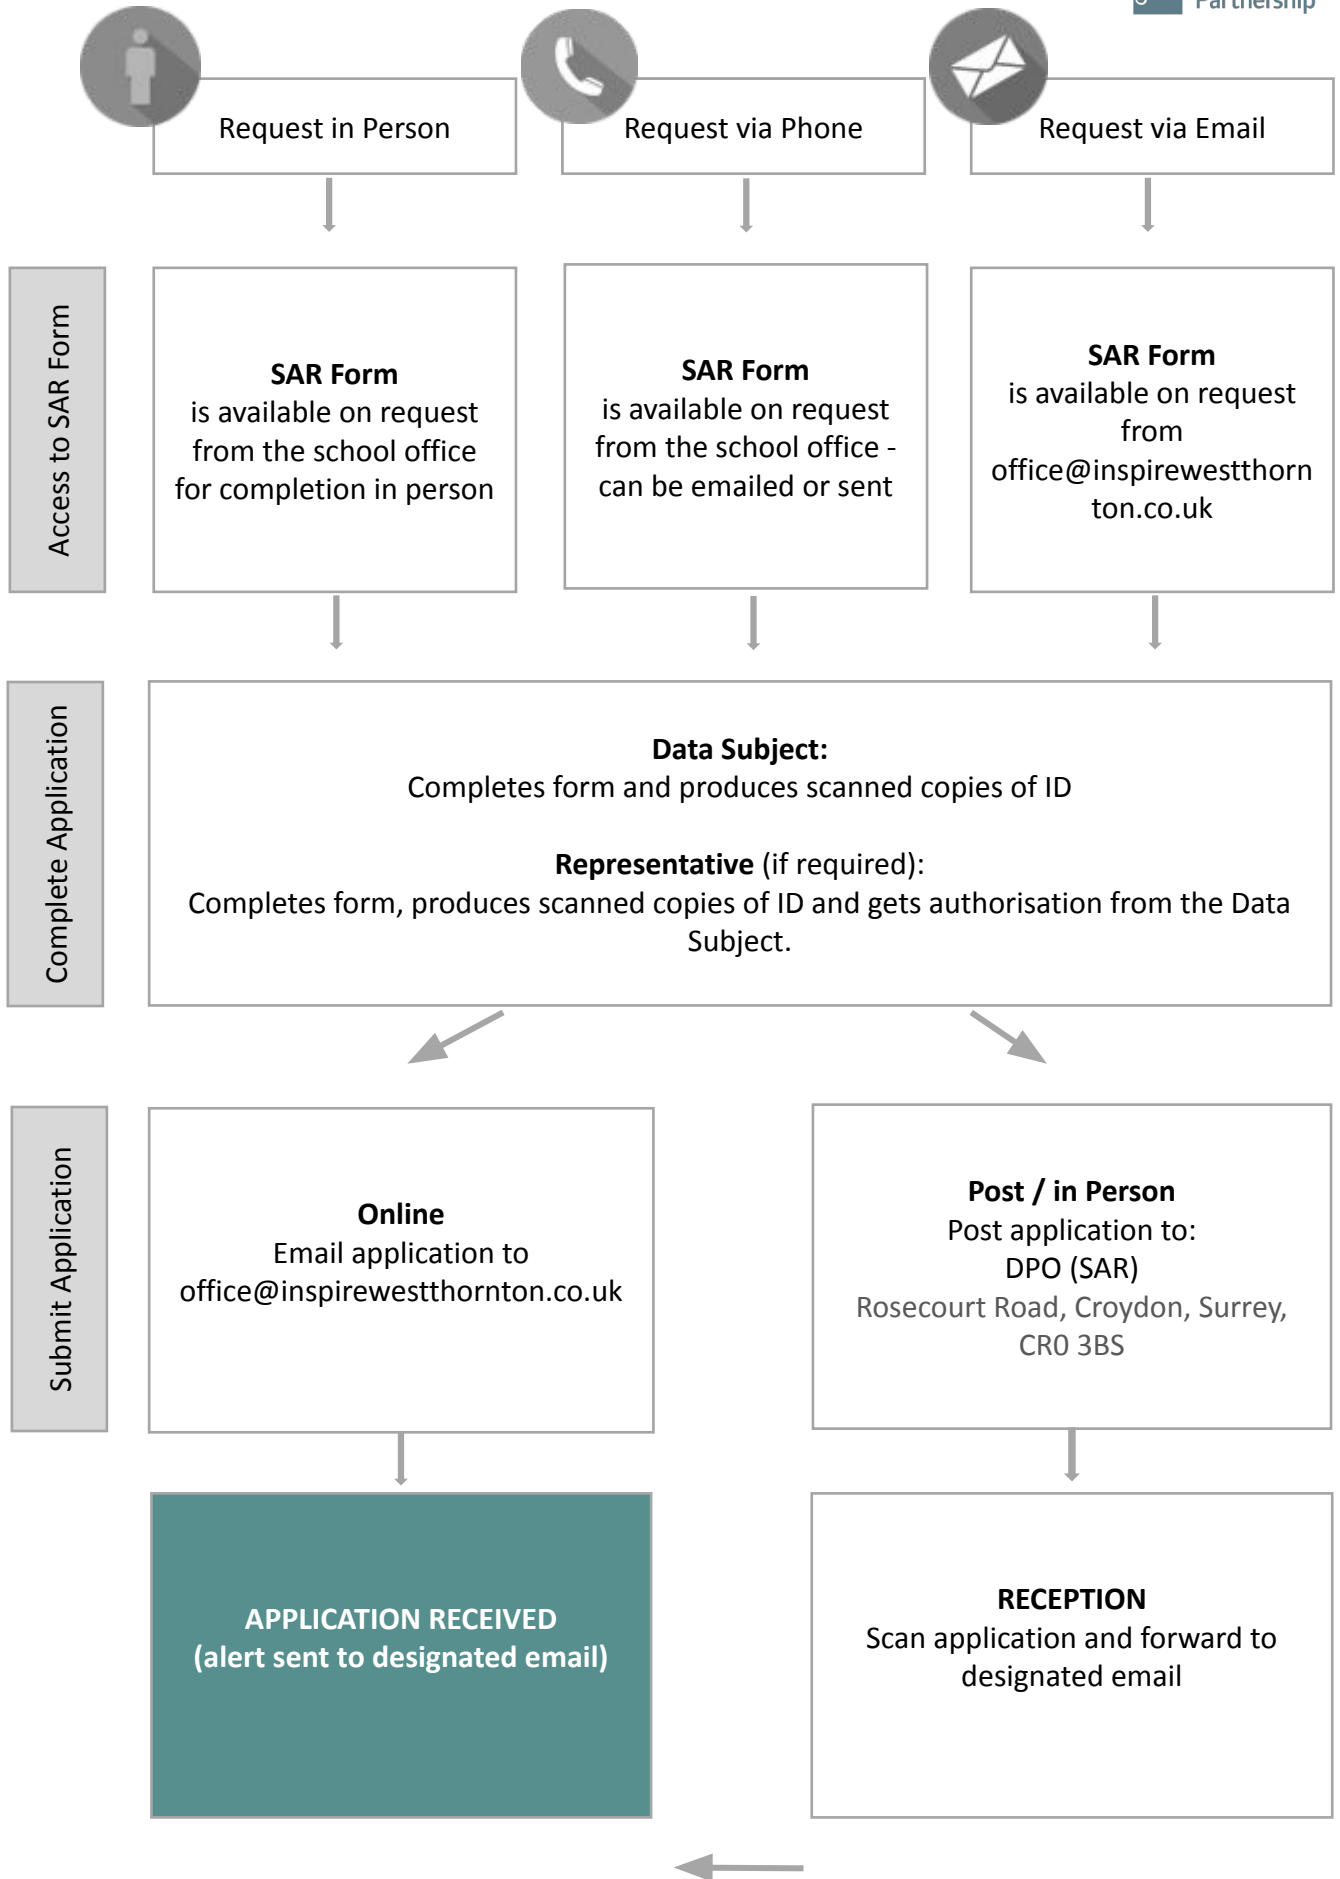 Partnership
Request in Person
Request via Phone
Request via Email
Access to SAR Form
SAR Form
is available on request
from the school office
for completion in person
SAR Form
is available on request
from the school office -
can be emailed or sent
SAR Form
is available on request
from
office@inspirewestthorn
ton.co.uk
Complete Application
Data Subject:
Completes form and produces scanned copies of ID
Representative (if required):
Completes form, produces scanned copies of ID and gets authorisation from the Data
Subject.
Submit Application
Online
Email application to
office@inspirewestthornton.co.uk
Post / in Person
Post application to:
DPO (SAR)
Rosecourt Road, Croydon, Surrey,
CR0 3BS
APPLICATION RECEIVED
(alert sent to designated email)
RECEPTION
Scan application and forward to
designated email